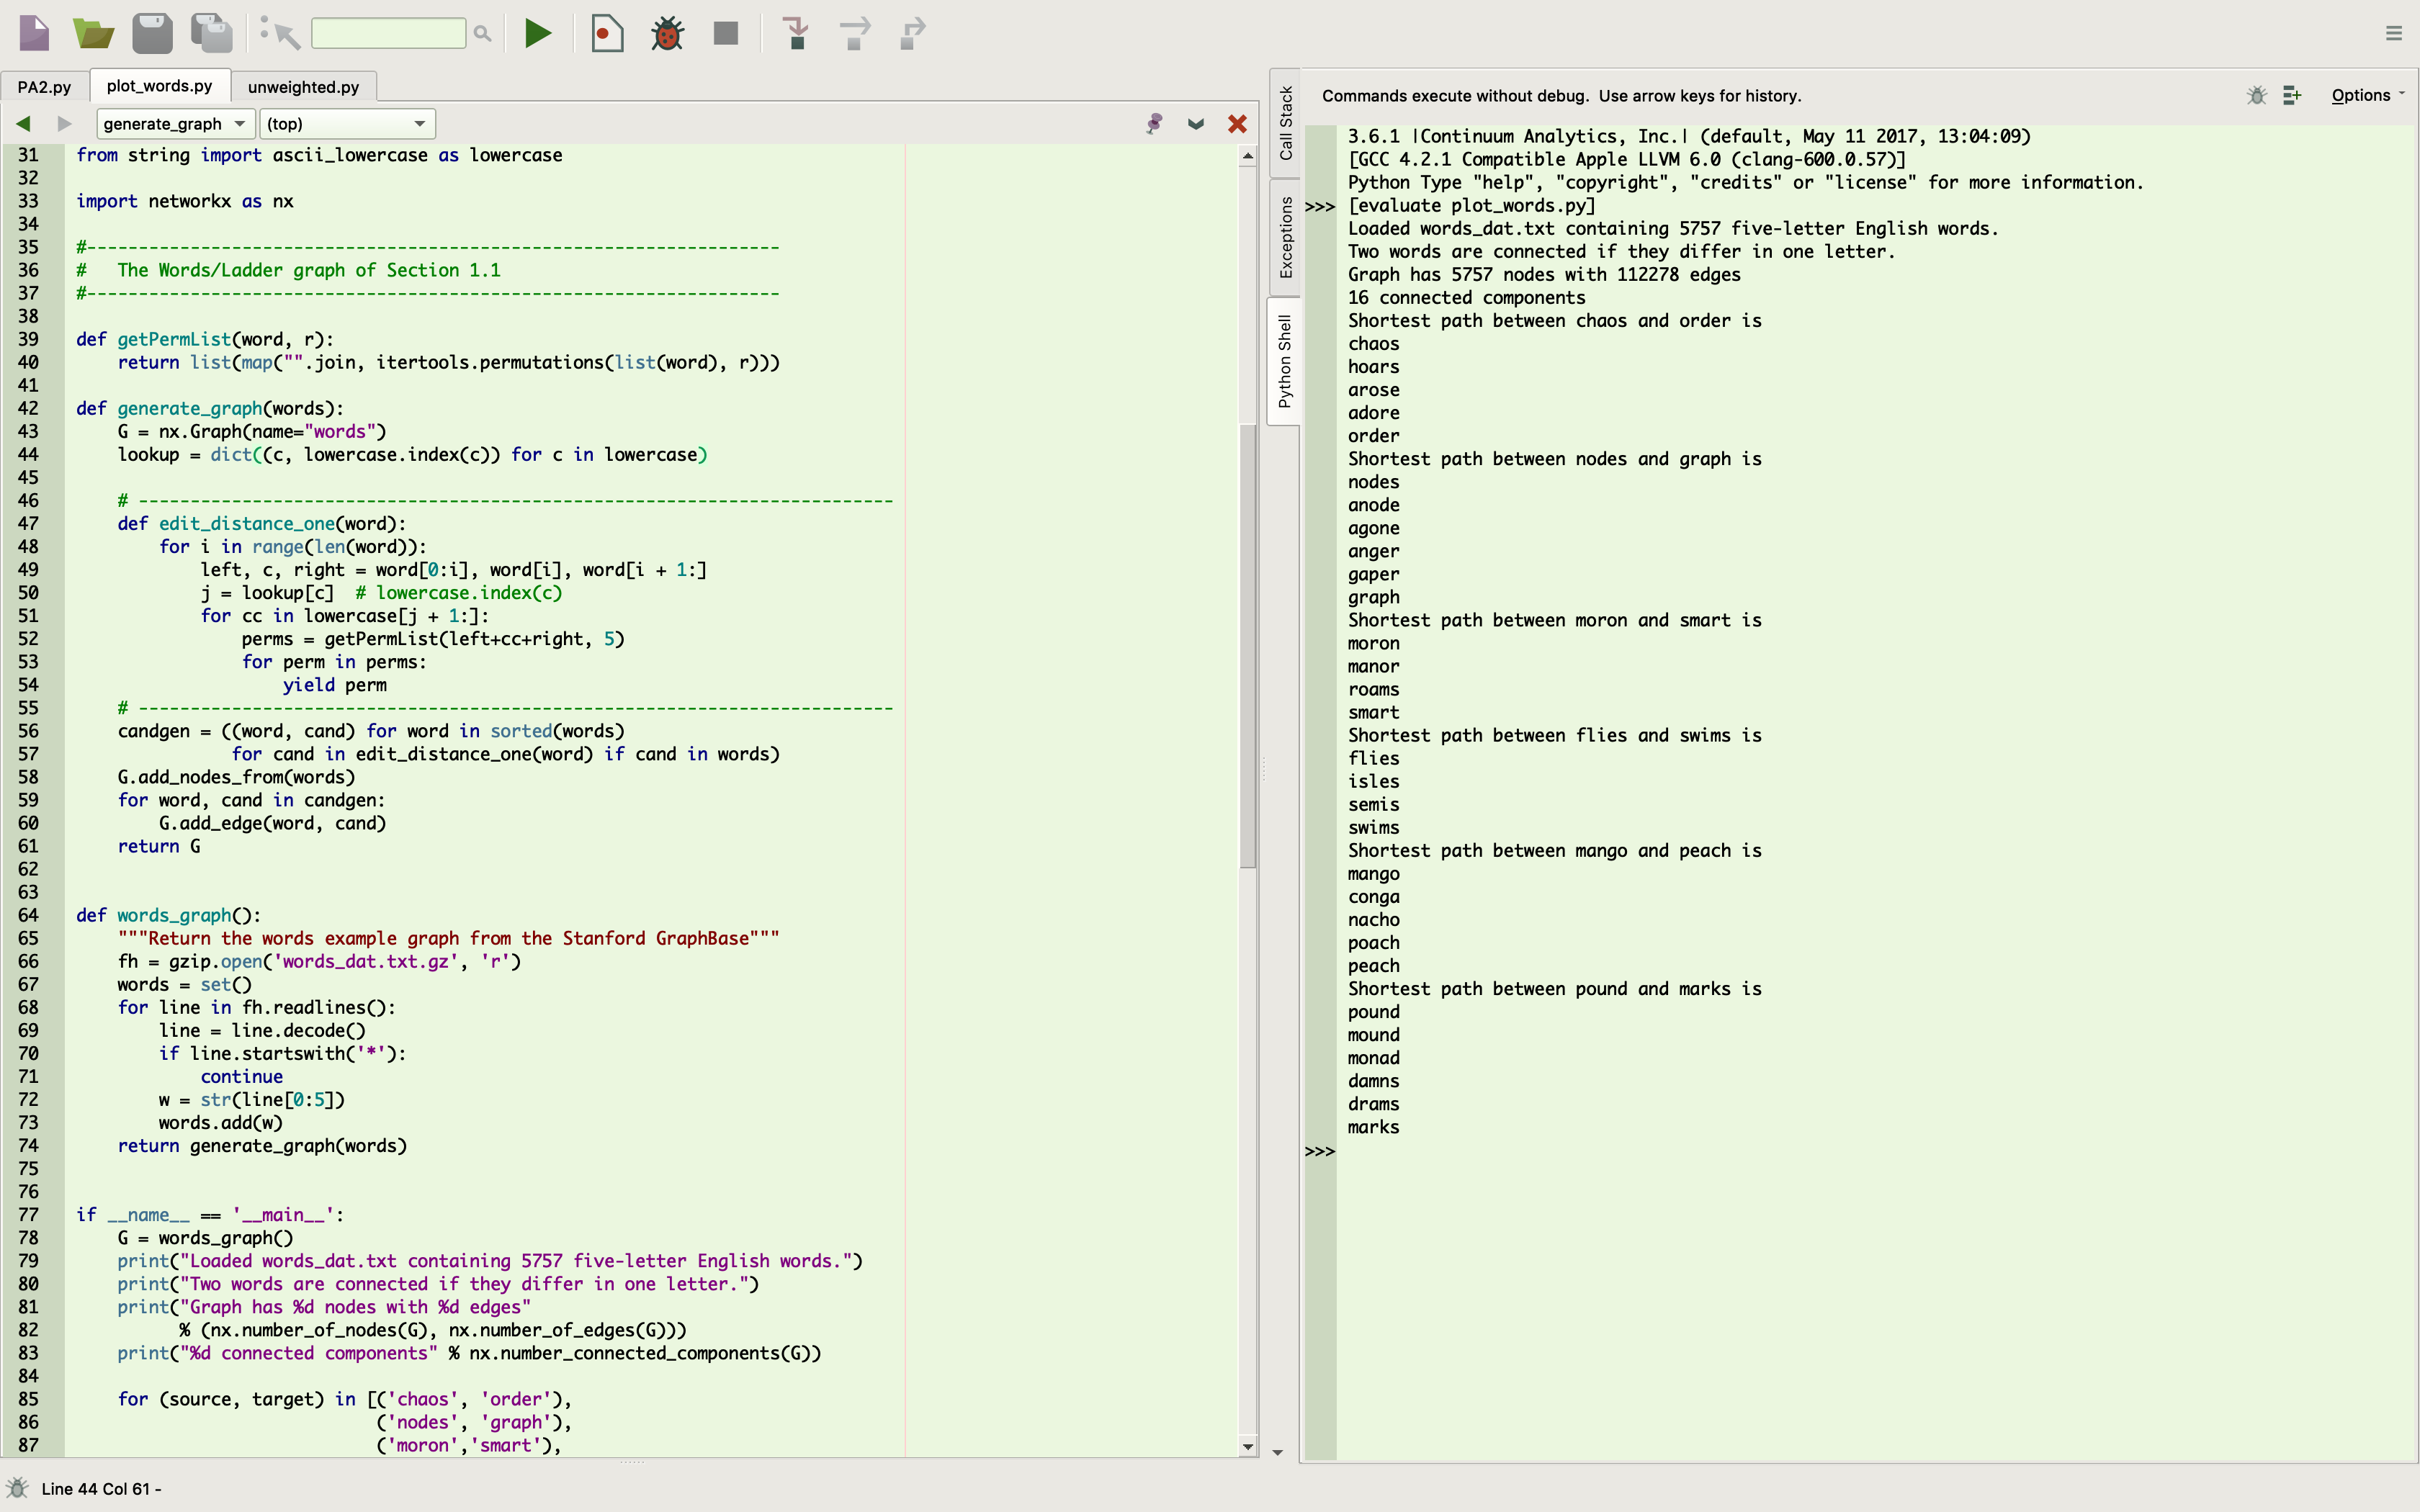 PA2.py
plot_words.py
unweighted.py
generate_graph
(top)
31 from string import ascii_lowercase as lowercase
32
33 import networkx as nx
34
35 #-------------------------------------------------------------------
36 #   The Words/Ladder graph of Section 1.1
37 #-------------------------------------------------------------------
38
39 def getPermList(word, r):
40     return list(map("".join, itertools.permutations(list(word), r)))
41
42 def generate_graph(words):
43     G = nx.Graph(name="words")
44     lookup = dict((c, lowercase.index(c)) for c in lowercase)
45
46     # -------------------------------------------------------------------------
47     def edit_distance_one(word):
48         for i in range(len(word)):
49             left, c, right = word[0:i], word[i], word[i + 1:]
50             j = lookup[c]  # lowercase.index(c)
51             for cc in lowercase[j + 1:]:
52                 perms = getPermList(left+cc+right, 5)
53                 for perm in perms:
54                     yield perm
55     # -------------------------------------------------------------------------
56     candgen = ((word, cand) for word in sorted(words)
57                for cand in edit_distance_one(word) if cand in words)
58     G.add_nodes_from(words)
59     for word, cand in candgen:
60         G.add_edge(word, cand)
61     return G
62
63
64 def words_graph():
65     """Return the words example graph from the Stanford GraphBase"""
66     fh = gzip.open('words_dat.txt.gz', 'r')
67     words = set()
68     for line in fh.readlines():
69         line = line.decode()
70         if line.startswith('*'):
71             continue
72         w = str(line[0:5])
73         words.add(w)
74     return generate_graph(words)
75
76
77 if __name__ == '__main__':
78     G = words_graph()
79     print("Loaded words_dat.txt containing 5757 five-letter English words.")
80     print("Two words are connected if they differ in one letter.")
81     print("Graph has %d nodes with %d edges"
82           % (nx.number_of_nodes(G), nx.number_of_edges(G)))
83     print("%d connected components" % nx.number_connected_components(G))
84
85     for (source, target) in [('chaos', 'order'),
86                              ('nodes', 'graph'),
87                              ('moron','smart'),
Line 44 Col 61 -
Call Stack
Exceptions
Python Shell
Commands execute without debug.  Use arrow keys for history.
Options
3.6.1 |Continuum Analytics, Inc.| (default, May 11 2017, 13:04:09)
[GCC 4.2.1 Compatible Apple LLVM 6.0 (clang-600.0.57)]
Python Type "help", "copyright", "credits" or "license" for more information.
>>> [evaluate plot_words.py]
Loaded words_dat.txt containing 5757 five-letter English words.
Two words are connected if they differ in one letter.
Graph has 5757 nodes with 112278 edges
16 connected components
Shortest path between chaos and order is
chaos
hoars
arose
adore
order
Shortest path between nodes and graph is
nodes
anode
agone
anger
gaper
graph
Shortest path between moron and smart is
moron
manor
roams
smart
Shortest path between flies and swims is
flies
isles
semis
swims
Shortest path between mango and peach is
mango
conga
nacho
poach
peach
Shortest path between pound and marks is
pound
mound
monad
damns
drams
marks
>>>